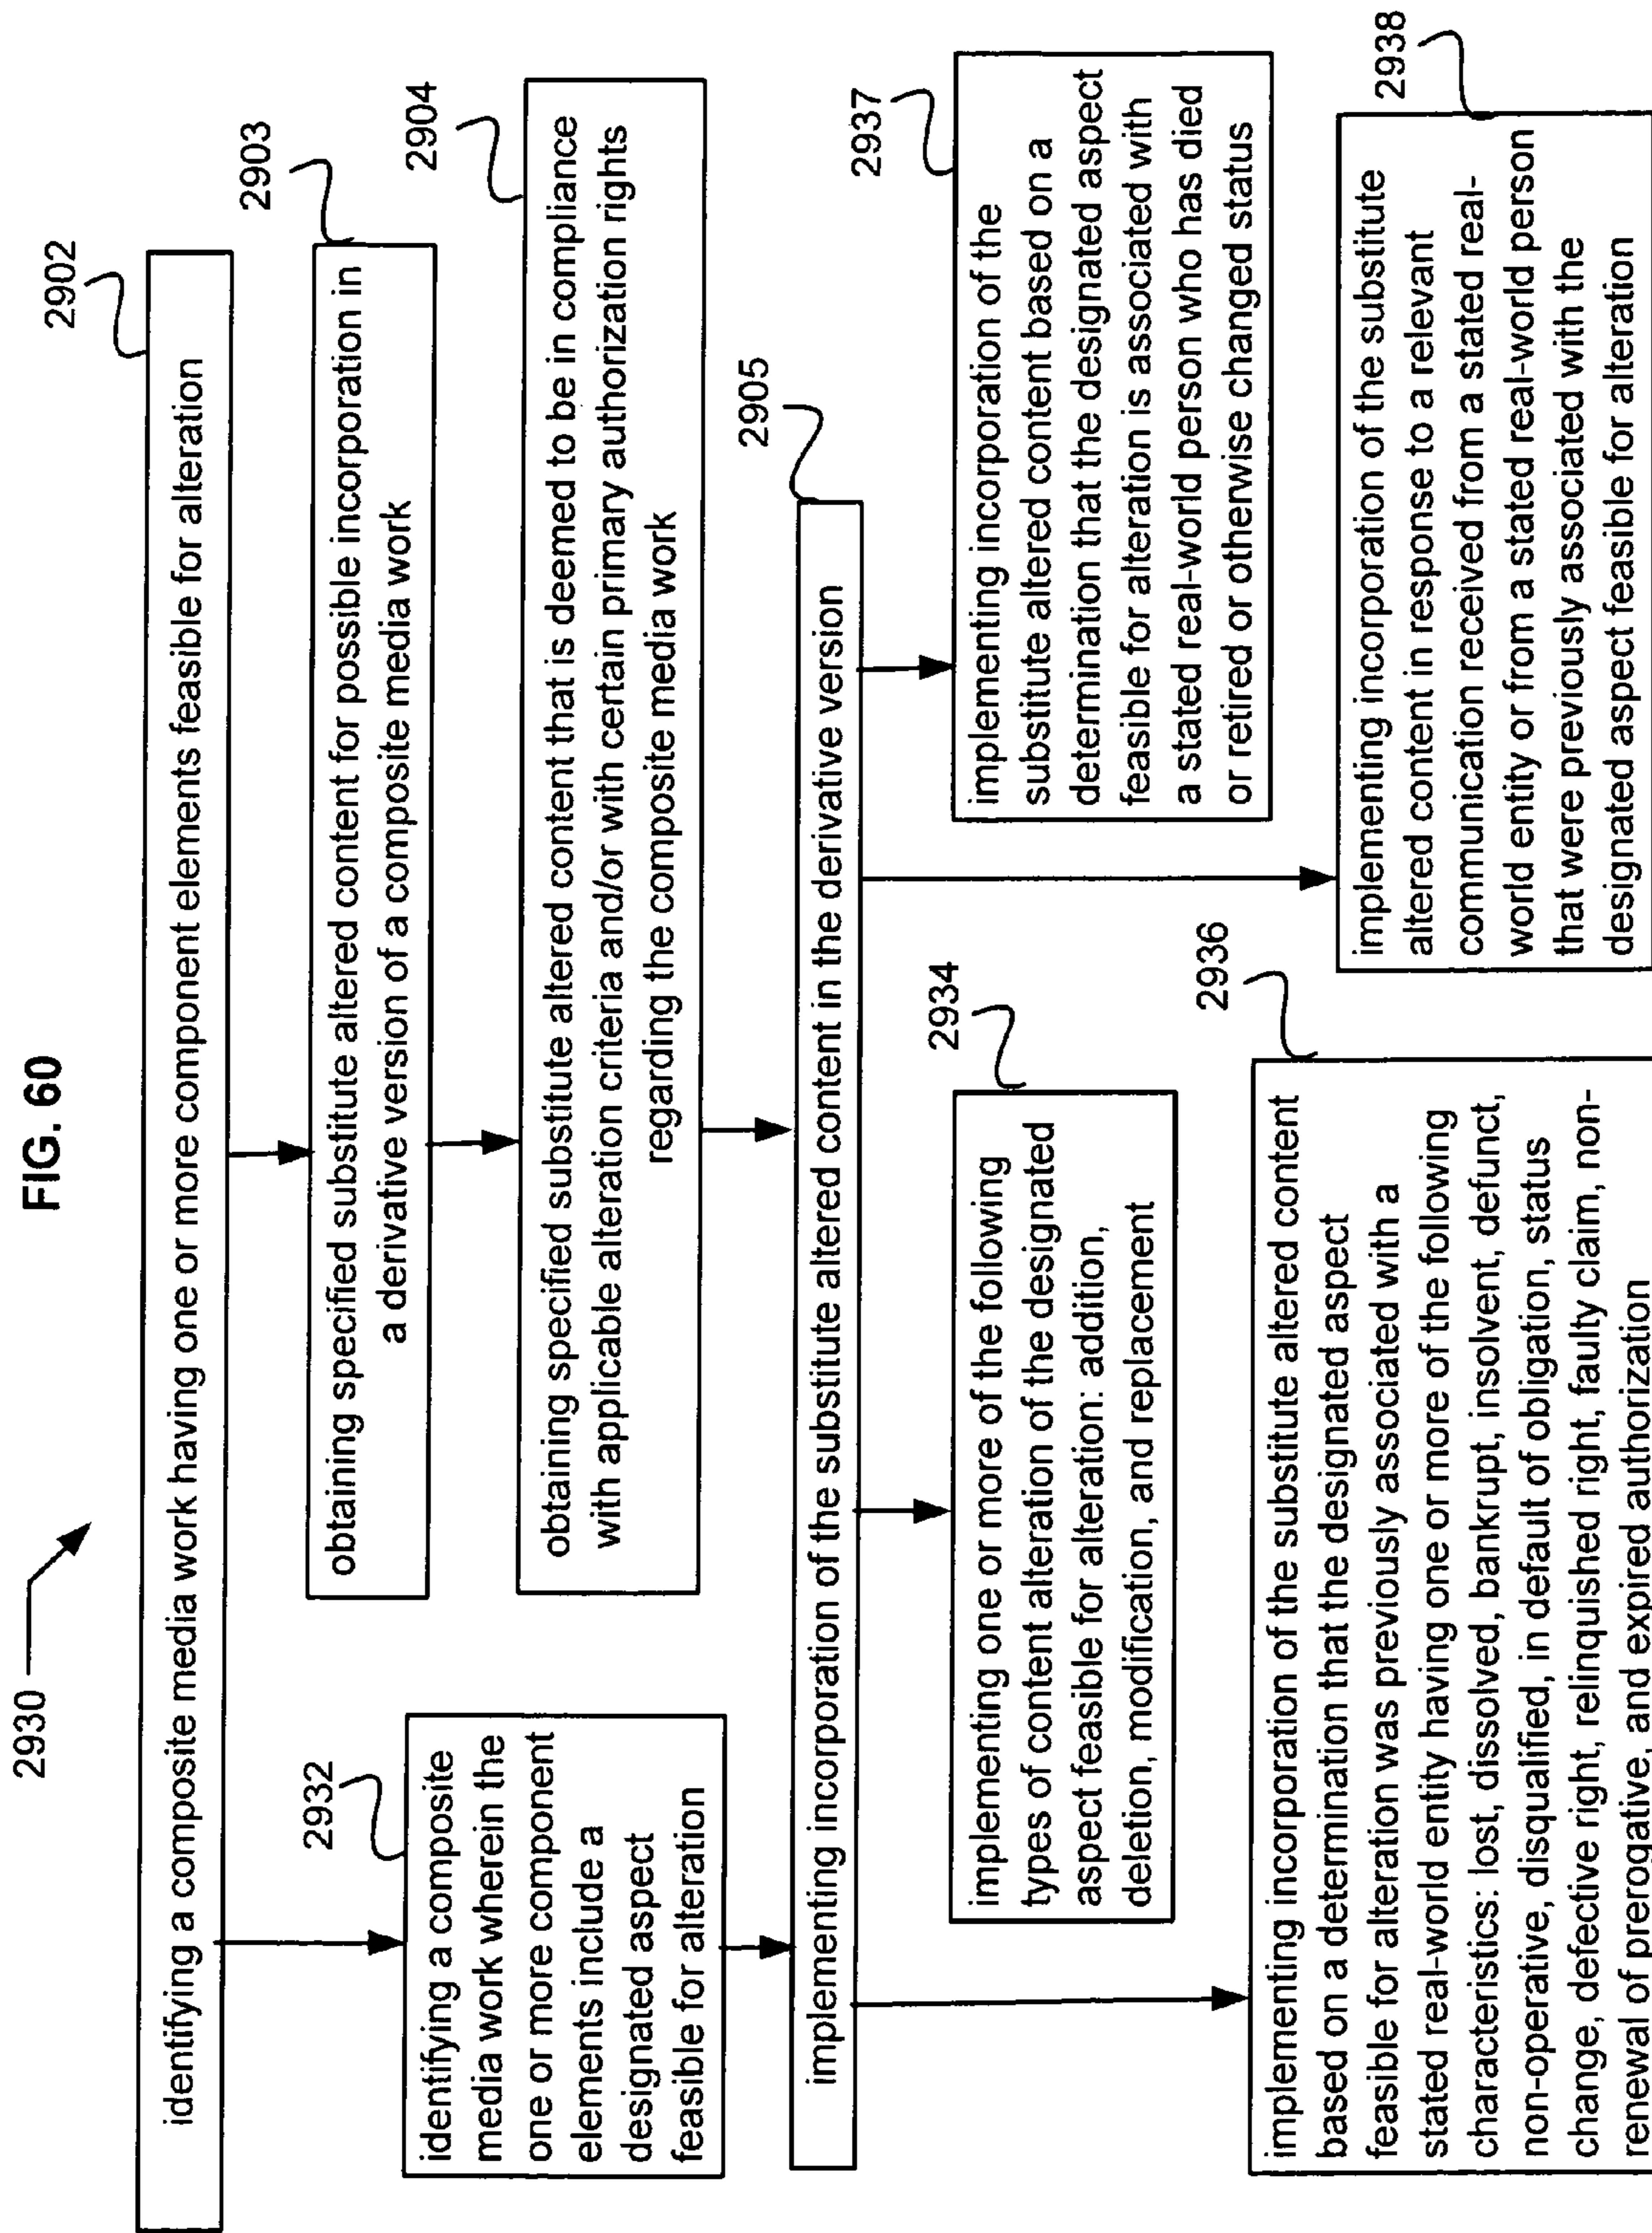 FIG. 60
2930
2902
identifying a composite media work having one or more component elements feasible for alteration
2903
obtaining specified substitute altered content for possible incorporation in
a derivative version of a composite media work
2904
obtaining specified substitute altered content that is deemed to be in compliance
with applicable alteration criteria and/or with certain primary authorization rights
regarding the composite media work
2932
identifying a composite
media work wherein the
one or more component
elements include a
designated aspect
feasible for alteration
2905
implementing incorporation of the substitute altered content in the derivative version
2934
implementing one or more of the following
types of content alteration of the designated
aspect feasible for alteration: addition,
deletion, modification, and replacement
2937
implementing incorporation of the
substitute altered content based on a
determination that the designated aspect
feasible for alteration is associated with
a stated real-world person who has died
or retired or otherwise changed status
2936
implementing incorporation of the substitute altered content
based on a determination that the designated aspect
feasible for alteration was previously associated with a
stated real-world entity having one or more of the following
characteristics: lost, dissolved, bankrupt, insolvent, defunct,
non-operative, disqualified, in default of obligation, status
change, defective right, relinquished right, faulty claim, non-
renewal of prerogative, and expired authorization
2938
implementing incorporation of the substitute
altered content in response to a relevant
communication received from a stated real-
world entity or from a stated real-world person
that were previously associated with the
designated aspect feasible for alteration